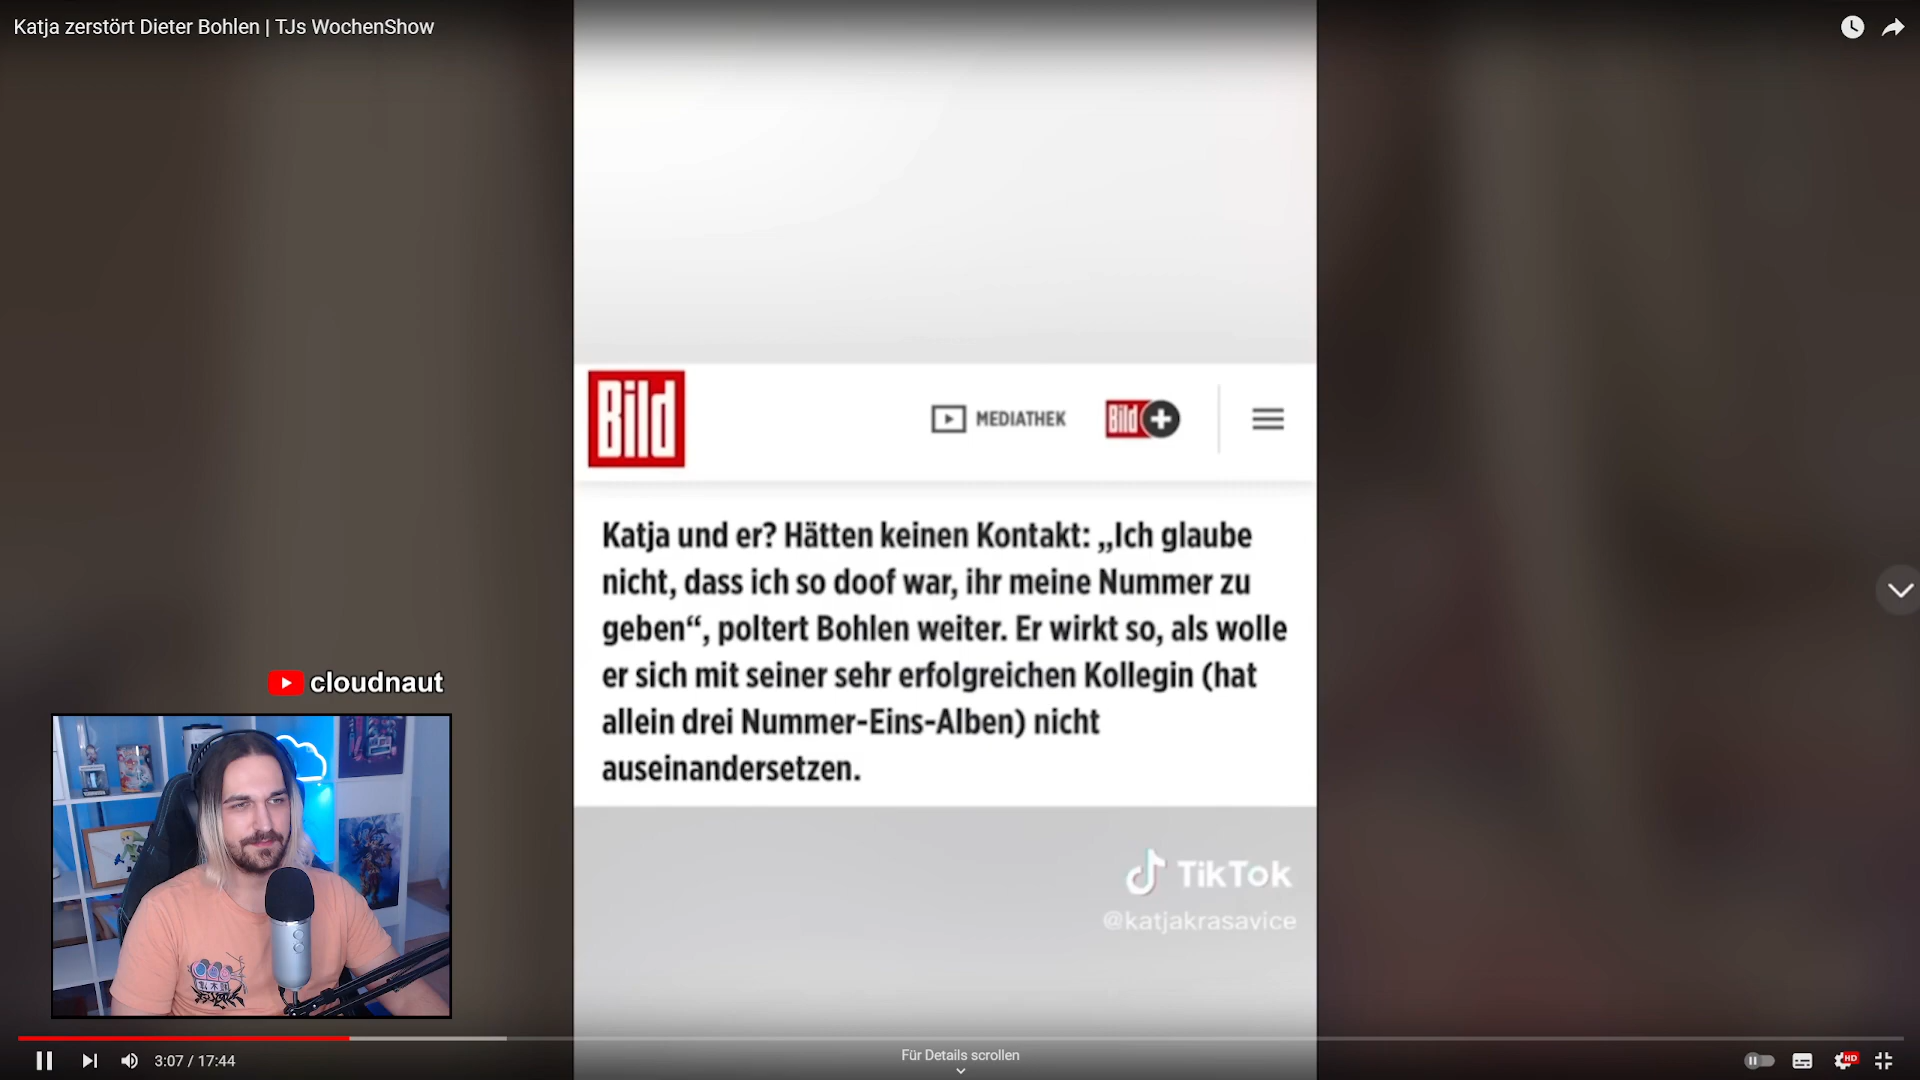 Katja zerstört Dieter Bohlen | TJs WochenShow
Bild
MEDIATHEK
Bild
Katja und er? Hätten keinen Kontakt: „Ich glaube
nicht, dass ich so doof war, ihr meine Nummer zu
geben“, poltert Bohlen weiter. Er wirkt so, als wolle
er sich mit seiner sehr erfolgreichen Kollegin (hat
allein drei Nummer-Eins-Alben) nicht
auseinandersetzen.
cloudnaut
TikTok
@katjakrasavice
3:07 / 17:44
Für Details scrollen
HD